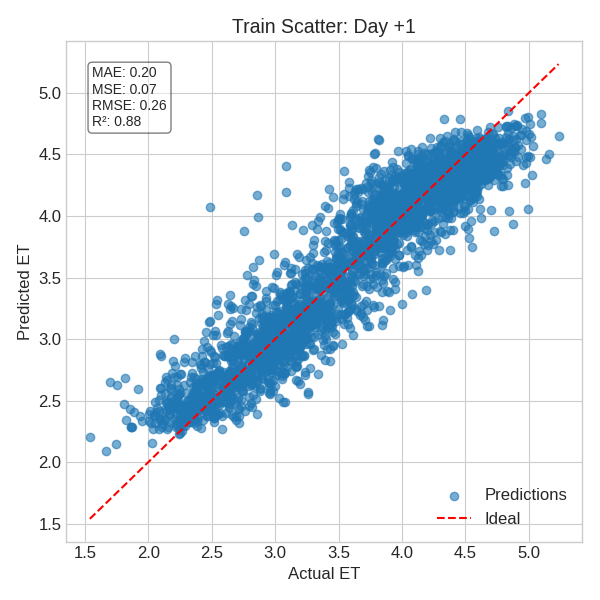 Train Scatter: Day +1
MAE: 0.20
MSE: 0.07
RMSE: 0.26
R²: 0.88
Predicted ET
5.0
4.5
4.0
3.5
3.0
2.5
2.0
1.5
Predictions
Ideal
1.5 2.0 2.5 3.0 3.5 4.0 4.5 5.0
Actual ET